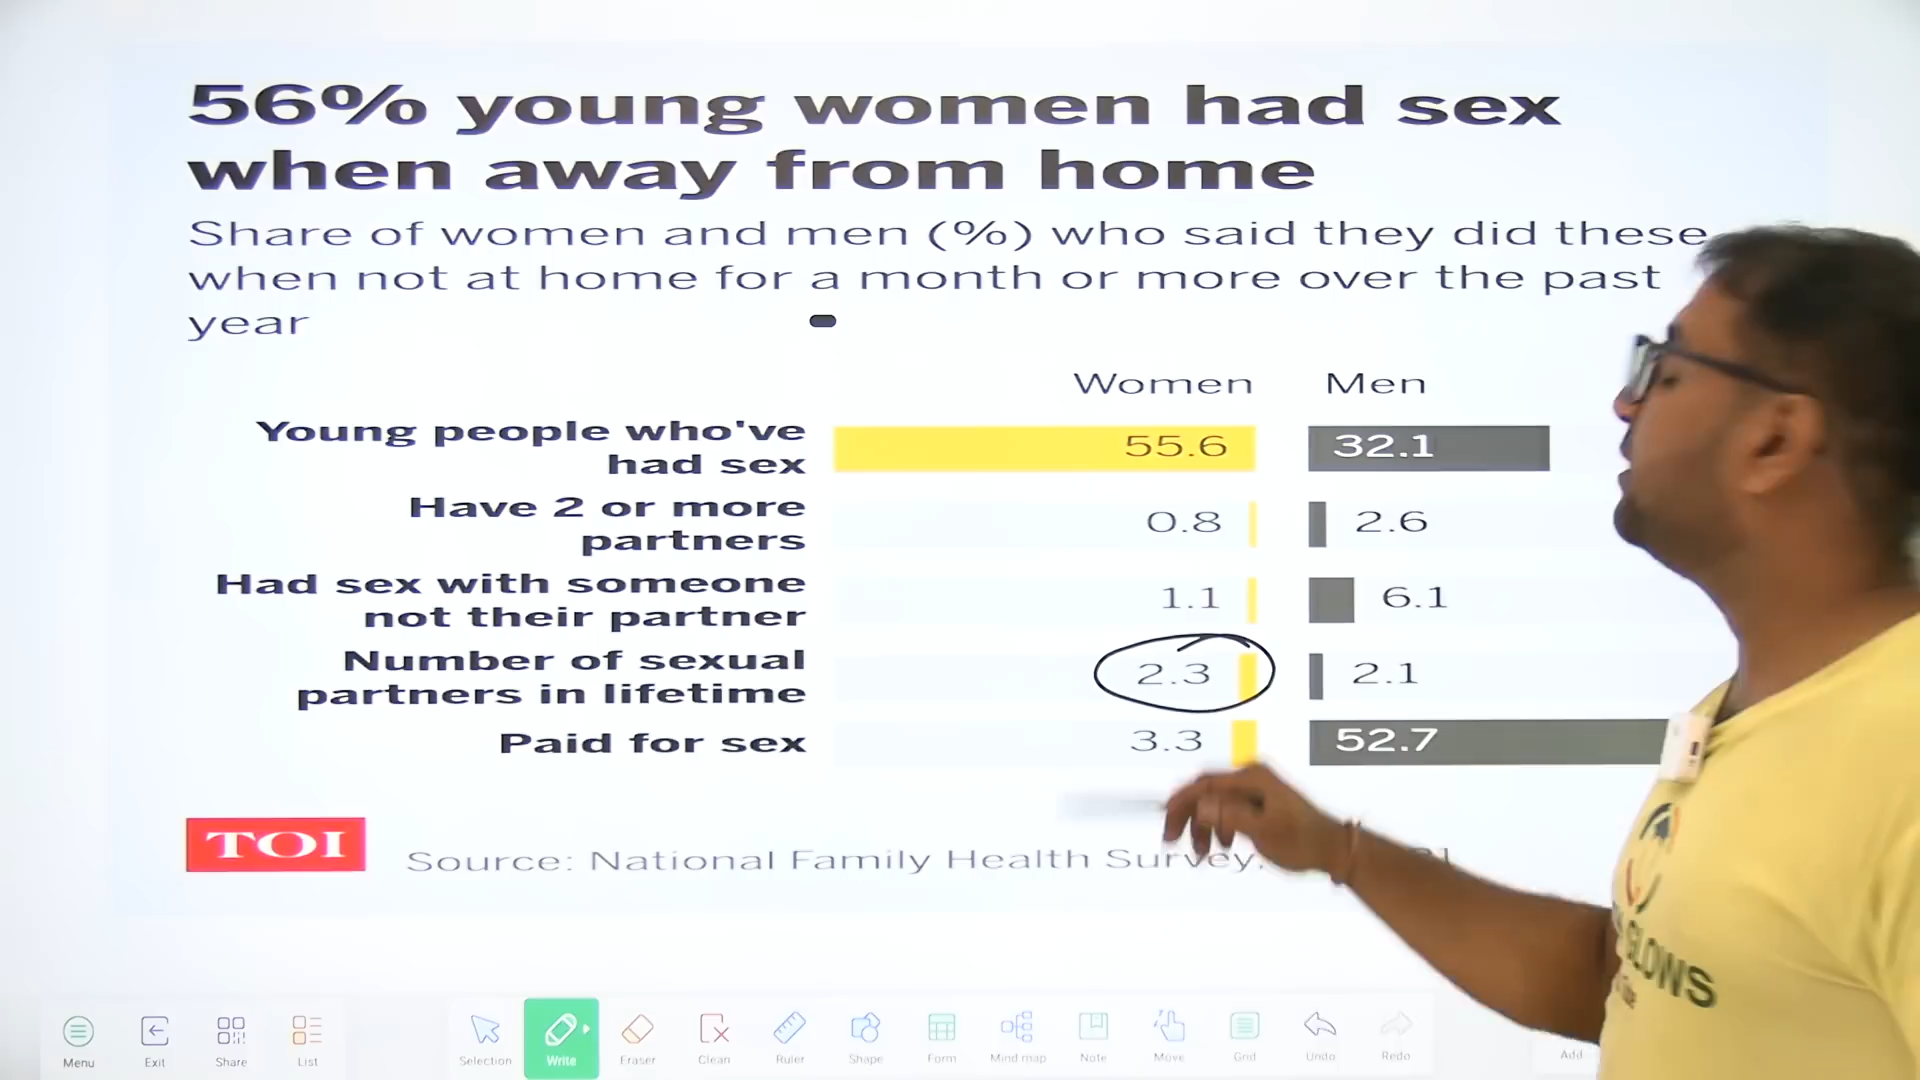 56% young women had sex
when away from home
Share of women and men (%) who said they did these
when not at home for a month or more over the past
year
Women Men
Young people who've
had sex
55.6 32.1
Have 2 or more
partners
0.8 2.6
Had sex with someone
not their partner
1.1 6.1
Number of sexual
partners in lifetime
2.3 2.1
Paid for sex 3.3 52.7
TOI
Source: National Family Health Survey.
GLOWS
Menu Exit Share List Selection Write Eraser Clean Ruler Shape Form Mind map Note Move Grid Undo Redo Add